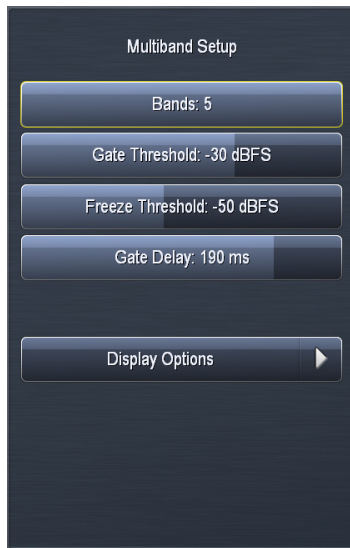 Multiband Setup
Bands: 5
Gate Threshold: -30 dBFS
Freeze Threshold: -50 dBFS
Gate Delay: 190 ms
Display Options